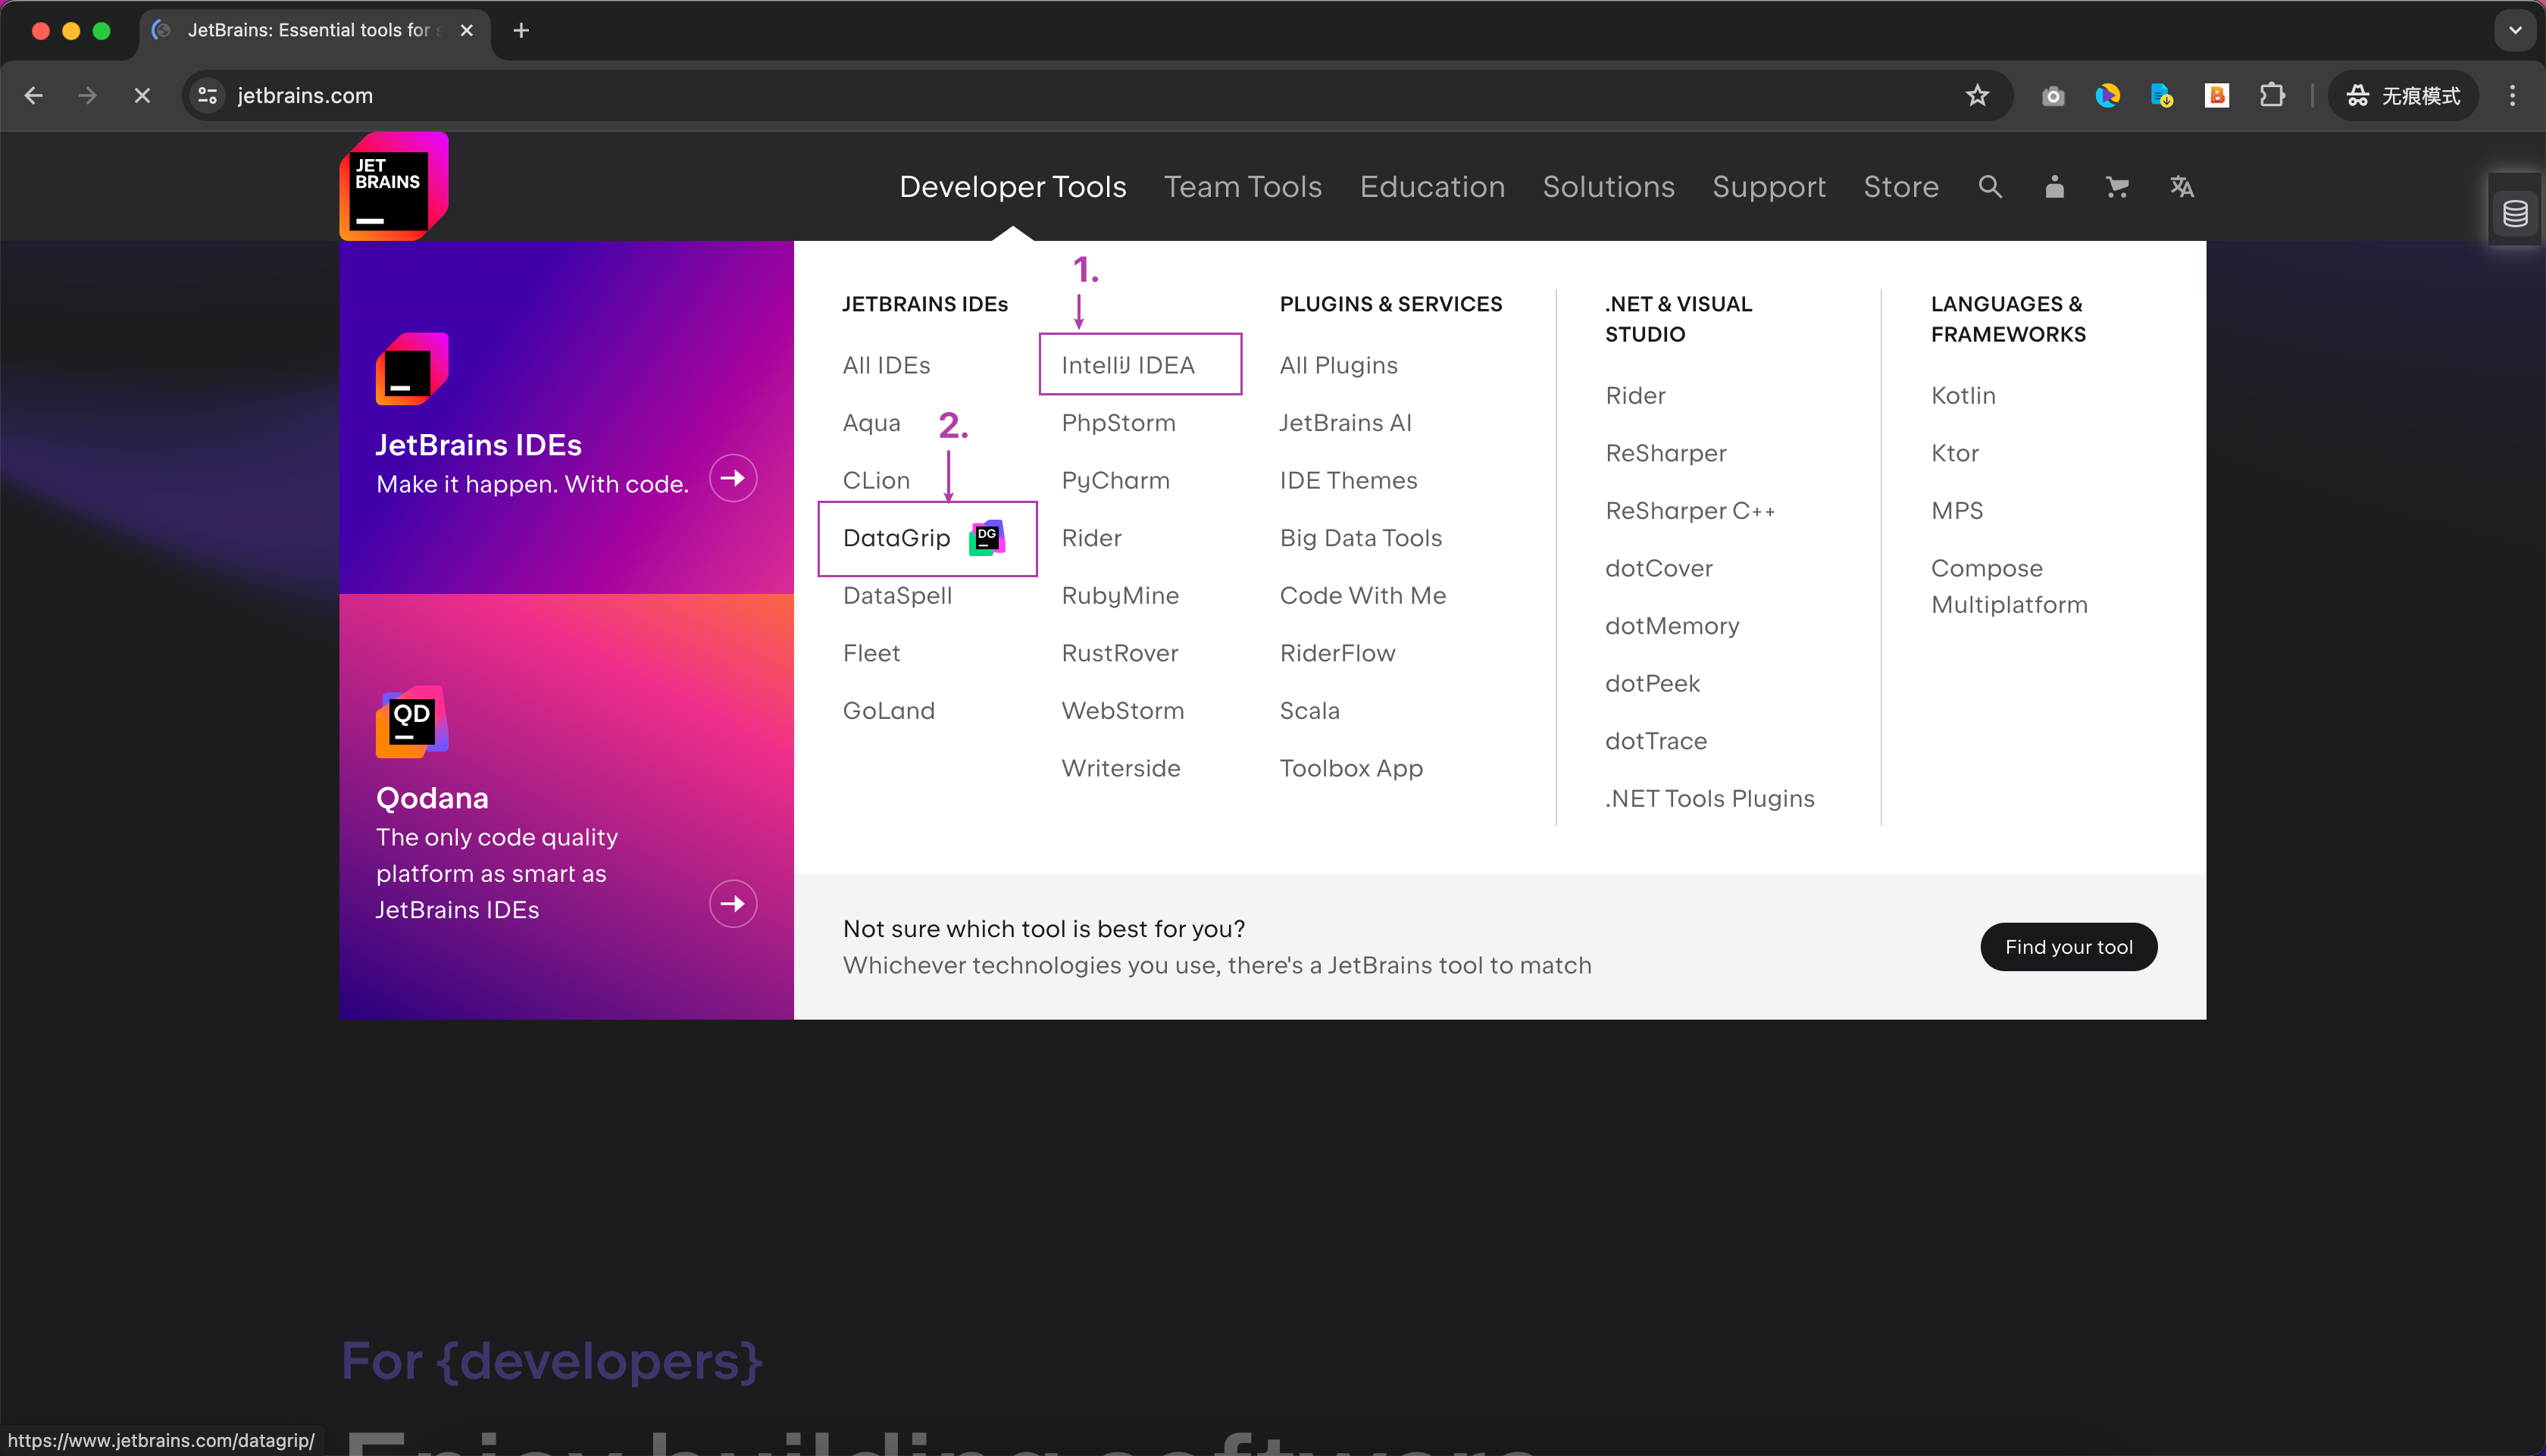 JetBrains: Essential tools for
jetbrains.com
无痕模式
JET
BRAINS
Developer Tools
Team Tools
Education
Solutions
Support
Store
JetBrains IDEs
Make it happen. With code.
QD
Qodana
The only code quality
platform as smart as
JetBrains IDEs
1.
2.
JETBRAINS IDEs
All IDEs
Aqua
CLion
DataGrip
DG
DataSpell
Fleet
GoLand
IntelliJ IDEA
PhpStorm
PyCharm
Rider
RubyMine
RustRover
WebStorm
Writerside
PLUGINS & SERVICES
All Plugins
JetBrains AI
IDE Themes
Big Data Tools
Code With Me
RiderFlow
Scala
Toolbox App
.NET & VISUAL
STUDIO
Rider
ReSharper
ReSharper C++
dotCover
dotMemory
dotPeek
dotTrace
.NET Tools Plugins
LANGUAGES &
FRAMEWORKS
Kotlin
Ktor
MPS
Compose
Multiplatform
Not sure which tool is best for you?
Whichever technologies you use, there's a JetBrains tool to match
Find your tool
For {developers}
Enjoy building software
https://www.jetbrains.com/datagrip/